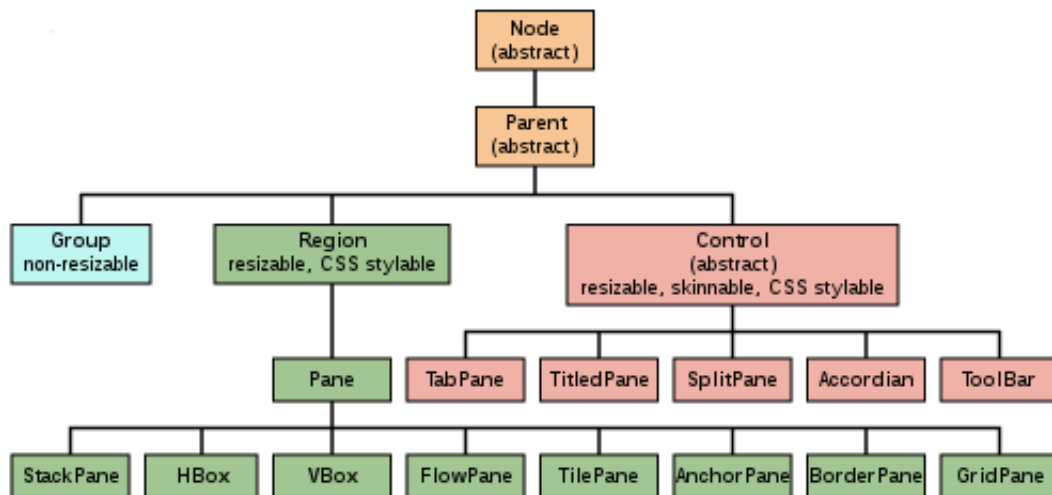 Node
(abstract)
Parent
(abstract)
Group
non-resizable
Region
resizable, CSS stylable
Control
(abstract)
resizable, skinnable, CSS stylable
Pane
TabPane
TitledPane
SplitPane
Accordian
ToolBar
StackPane
HBox
VBox
FlowPane
TilePane
AnchorPane
BorderPane
GridPane